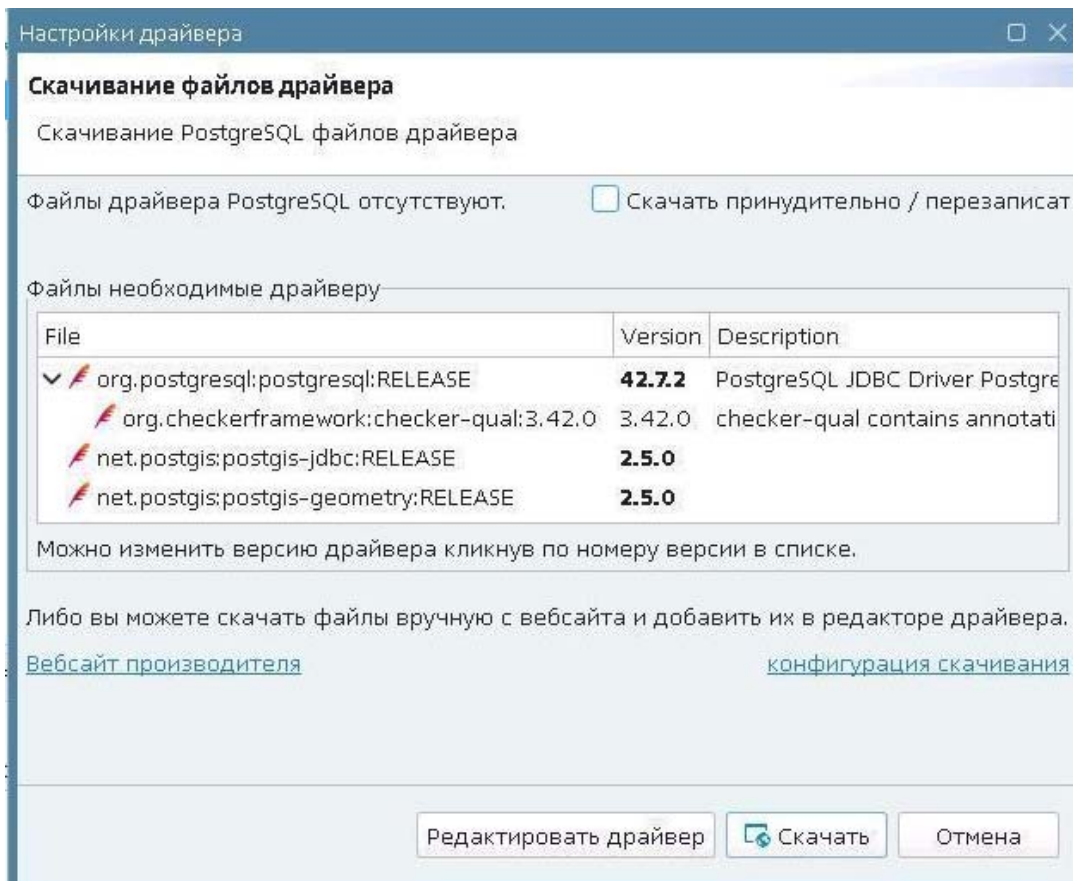 Настройки драйвера
Скачивание файлов драйвера
Скачивание PostgreSQL файлов драйвера
Файлы драйвера PostgreSQL отсутствуют. Скачать принудительно / перезаписат
Файлы необходимые драйверу
File Version Description
org.postgresql:postgresql:RELEASE 42.7.2 PostgreSQL JDBC Driver Postgre
org.checkerframework:checker-qual:3.42.0 3.42.0 checker-qual contains annotati
net.postgis:postgis-jdbc:RELEASE 2.5.0
net.postgis:postgis-geometry:RELEASE 2.5.0
Можно изменить версию драйвера кликнув по номеру версии в списке.
Либо вы можете скачать файлы вручную с вебсайта и добавить их в редакторе драйвера.
Вебсайт производителя конфигурация скачивания
Редактировать драйвер Скачать Отмена